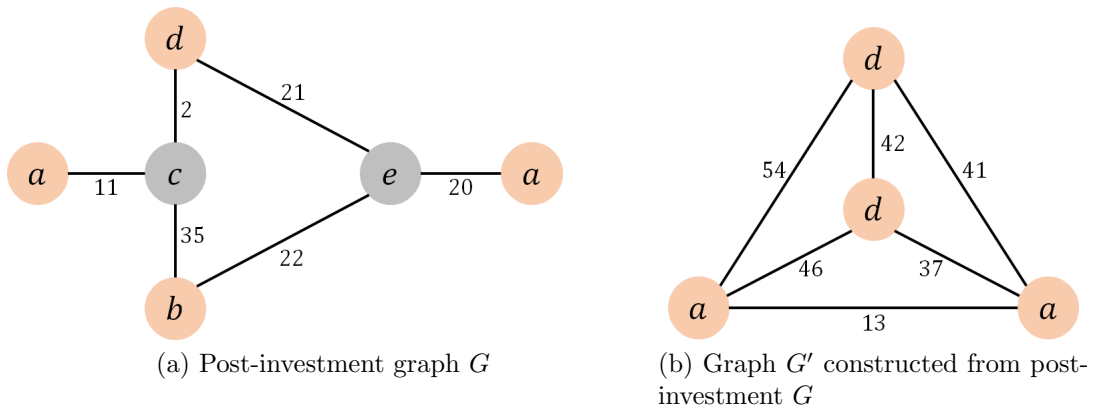 d
21
2
a
11
c
e
20
a
35
22
b
(a) Post-investment graph G
d
54
42
41
d
46
37
a
13
a
(b) Graph G′ constructed from post-
investment G